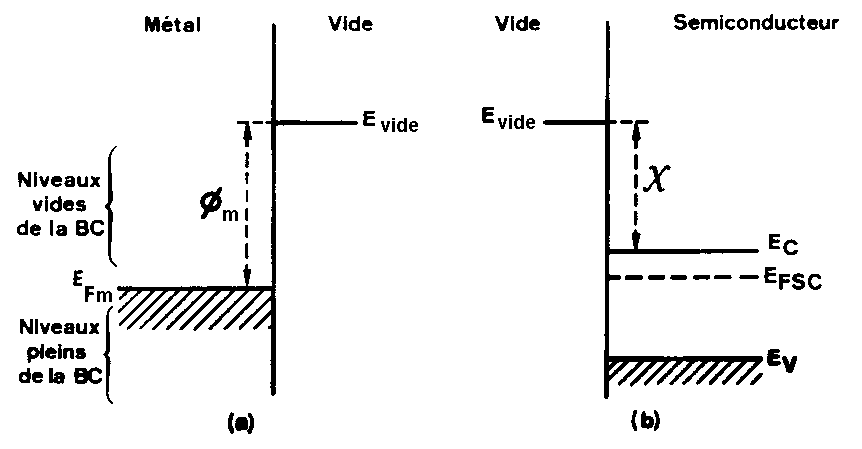 Métal Vide Vide Semiconducteur
E vide E vide
Niveaux
vides
de la BC
ϕm χ
EC
EFm EFSC
Niveaux
pleins
de la BC
EV
(a) (b)